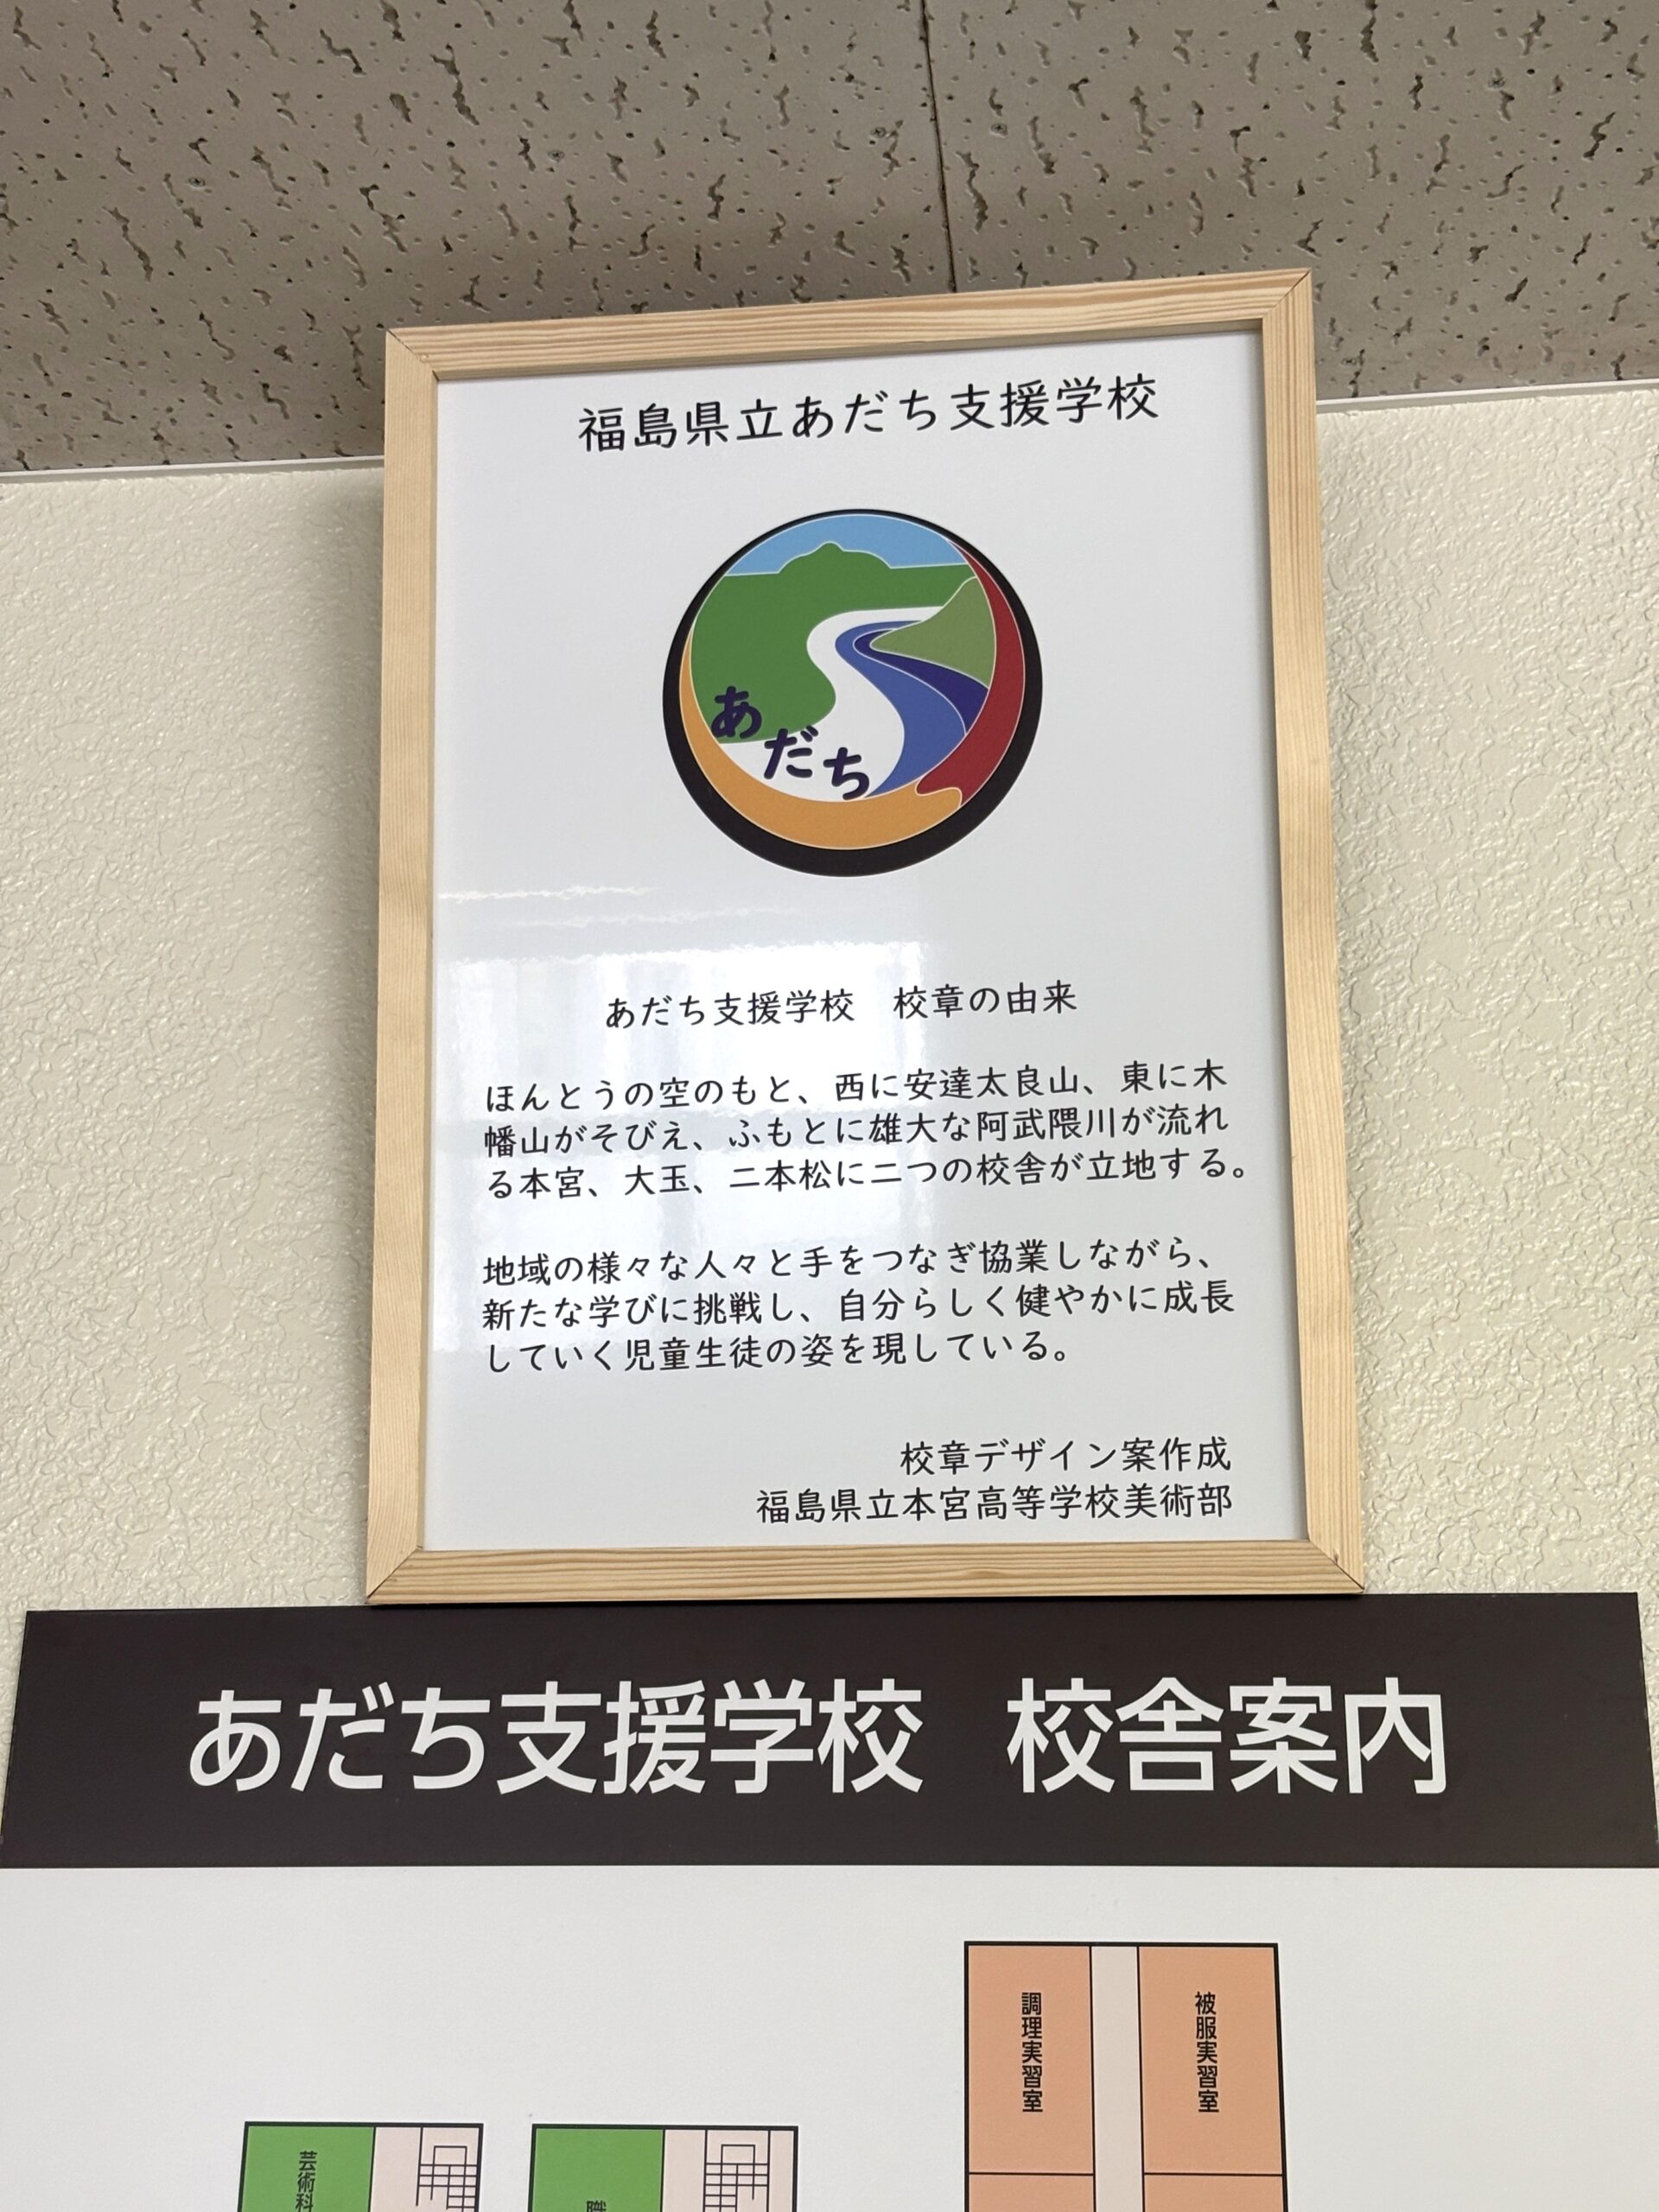 福島県立あだち支援学校
あだち
あだち支援学校　校章の由来
ほんとうの空のもと、西に安達太良山、東に木
幡山がそびえ、ふもとに雄大な阿武隈川が流れ
る本宮、大玉、二本松に二つの校舎が立地する。
地域の様々な人々と手をつなぎ協業しながら、
新たな学びに挑戦し、自分らしく健やかに成長
していく児童生徒の姿を現している。
校章デザイン案作成
福島県立本宮高等学校美術部
あだち支援学校　校舎案内
調理実習室
被服実習室
芸術科
職